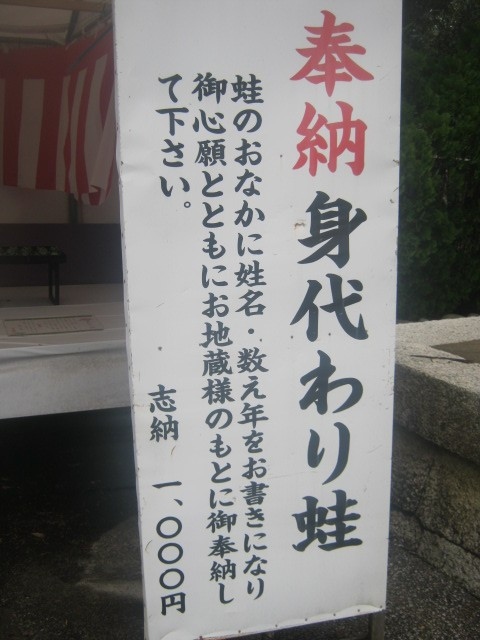 奉納 身代わり蛙
蛙のおなかに姓名・数え年をお書きになり
御心願とともにお地蔵様のもとに御奉納し
て下さい。
志納 一、〇〇〇円